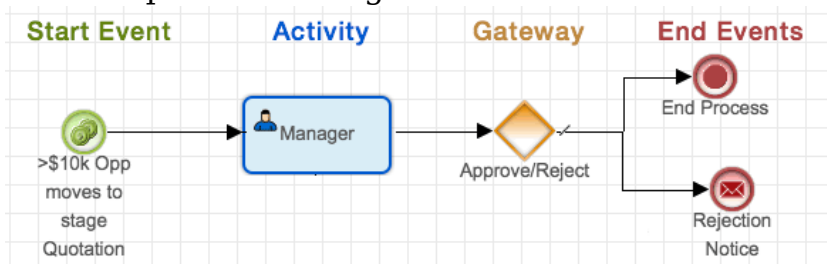 Start Event
Activity
Gateway
End Events
End Process
Manager
>$10k Opp
moves to
stage
Quotation
Approve/Reject
Rejection
Notice